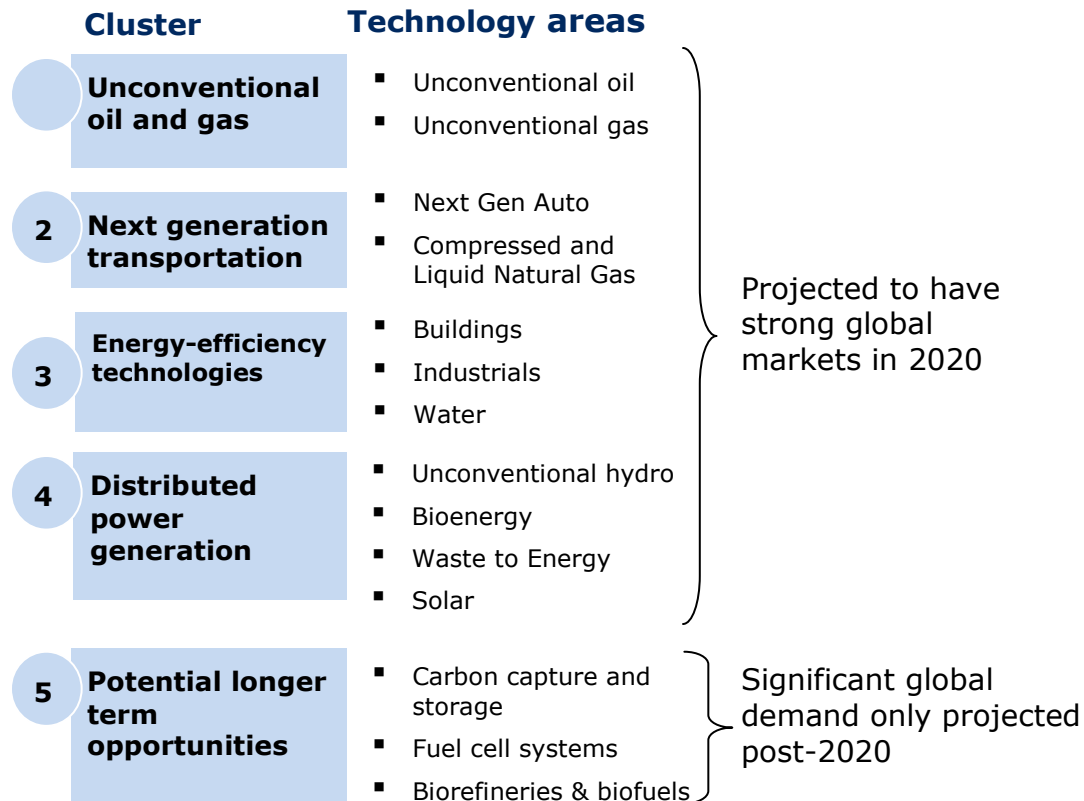 Cluster
Technology areas
Unconventional
oil and gas
▪ Unconventional oil
▪ Unconventional gas
2
Next generation
transportation
▪ Next Gen Auto
▪ Compressed and
Liquid Natural Gas
3
Energy-efficiency
technologies
▪ Buildings
▪ Industrials
▪ Water
4
Distributed
power
generation
▪ Unconventional hydro
▪ Bioenergy
▪ Waste to Energy
▪ Solar
Projected to have
strong global
markets in 2020
5
Potential longer
term
opportunities
▪ Carbon capture and
storage
▪ Fuel cell systems
▪ Biorefineries & biofuels
Significant global
demand only projected
post-2020